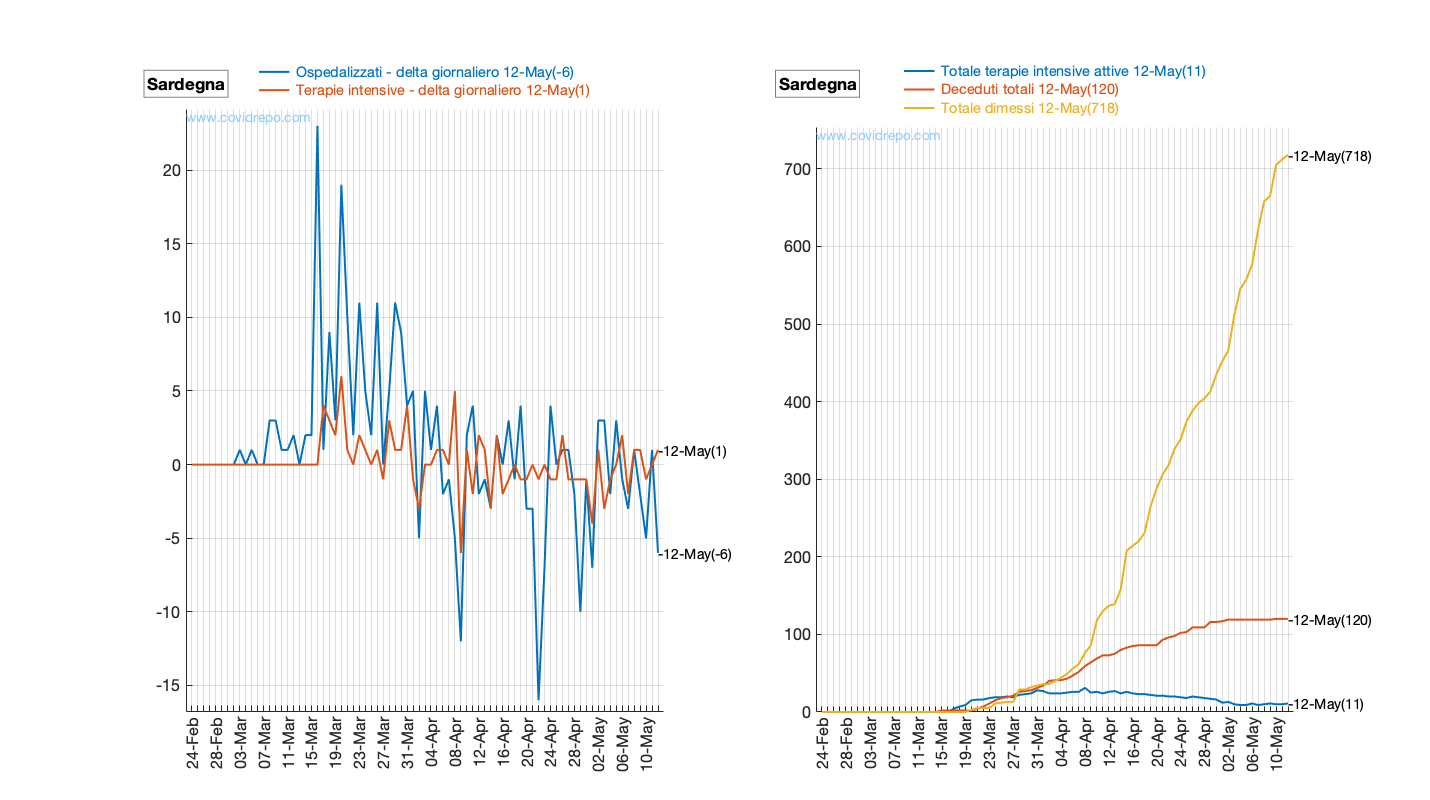 Sardegna
Ospedalizzati - delta giornaliero 12-May(-6)
Terapie intensive - delta giornaliero 12-May(1)
www.covidrepo.com
20
15
10
5
0
-5
-10
-15
-12-May(1)
-12-May(-6)
24-Feb
28-Feb
03-Mar
07-Mar
11-Mar
15-Mar
19-Mar
23-Mar
27-Mar
31-Mar
04-Apr
08-Apr
12-Apr
16-Apr
20-Apr
24-Apr
28-Apr
02-May
06-May
10-May
Sardegna
Totale terapie intensive attive 12-May(11)
Deceduti totali 12-May(120)
Totale dimessi 12-May(718)
www.covidrepo.com
700
600
500
400
300
200
100
0
-12-May(718)
-12-May(120)
-12-May(11)
24-Feb
28-Feb
03-Mar
07-Mar
11-Mar
15-Mar
19-Mar
23-Mar
27-Mar
31-Mar
04-Apr
08-Apr
12-Apr
16-Apr
20-Apr
24-Apr
28-Apr
02-May
06-May
10-May